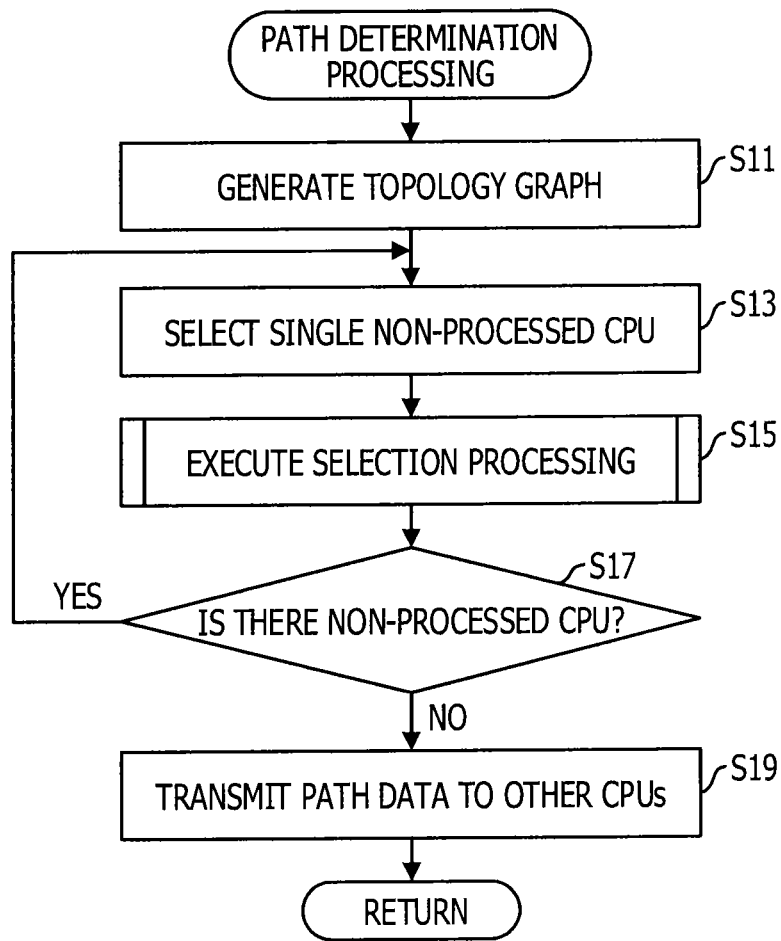 PATH DETERMINATION
PROCESSING
S11
GENERATE TOPOLOGY GRAPH
S13
SELECT SINGLE NON-PROCESSED CPU
S15
EXECUTE SELECTION PROCESSING
S17
YES
IS THERE NON-PROCESSED CPU?
NO
S19
TRANSMIT PATH DATA TO OTHER CPUs
RETURN